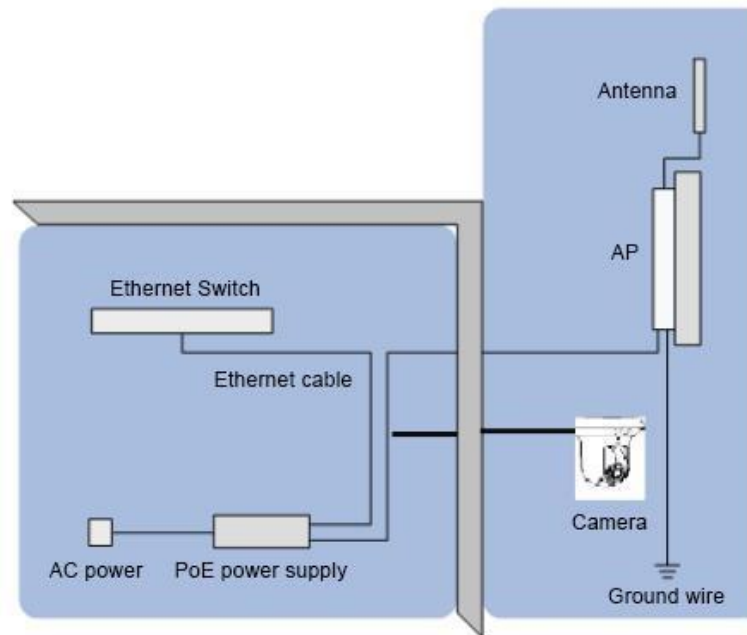 Antenna
AP
Ethernet Switch
Ethernet cable
Camera
AC power
PoE power supply
Ground wire